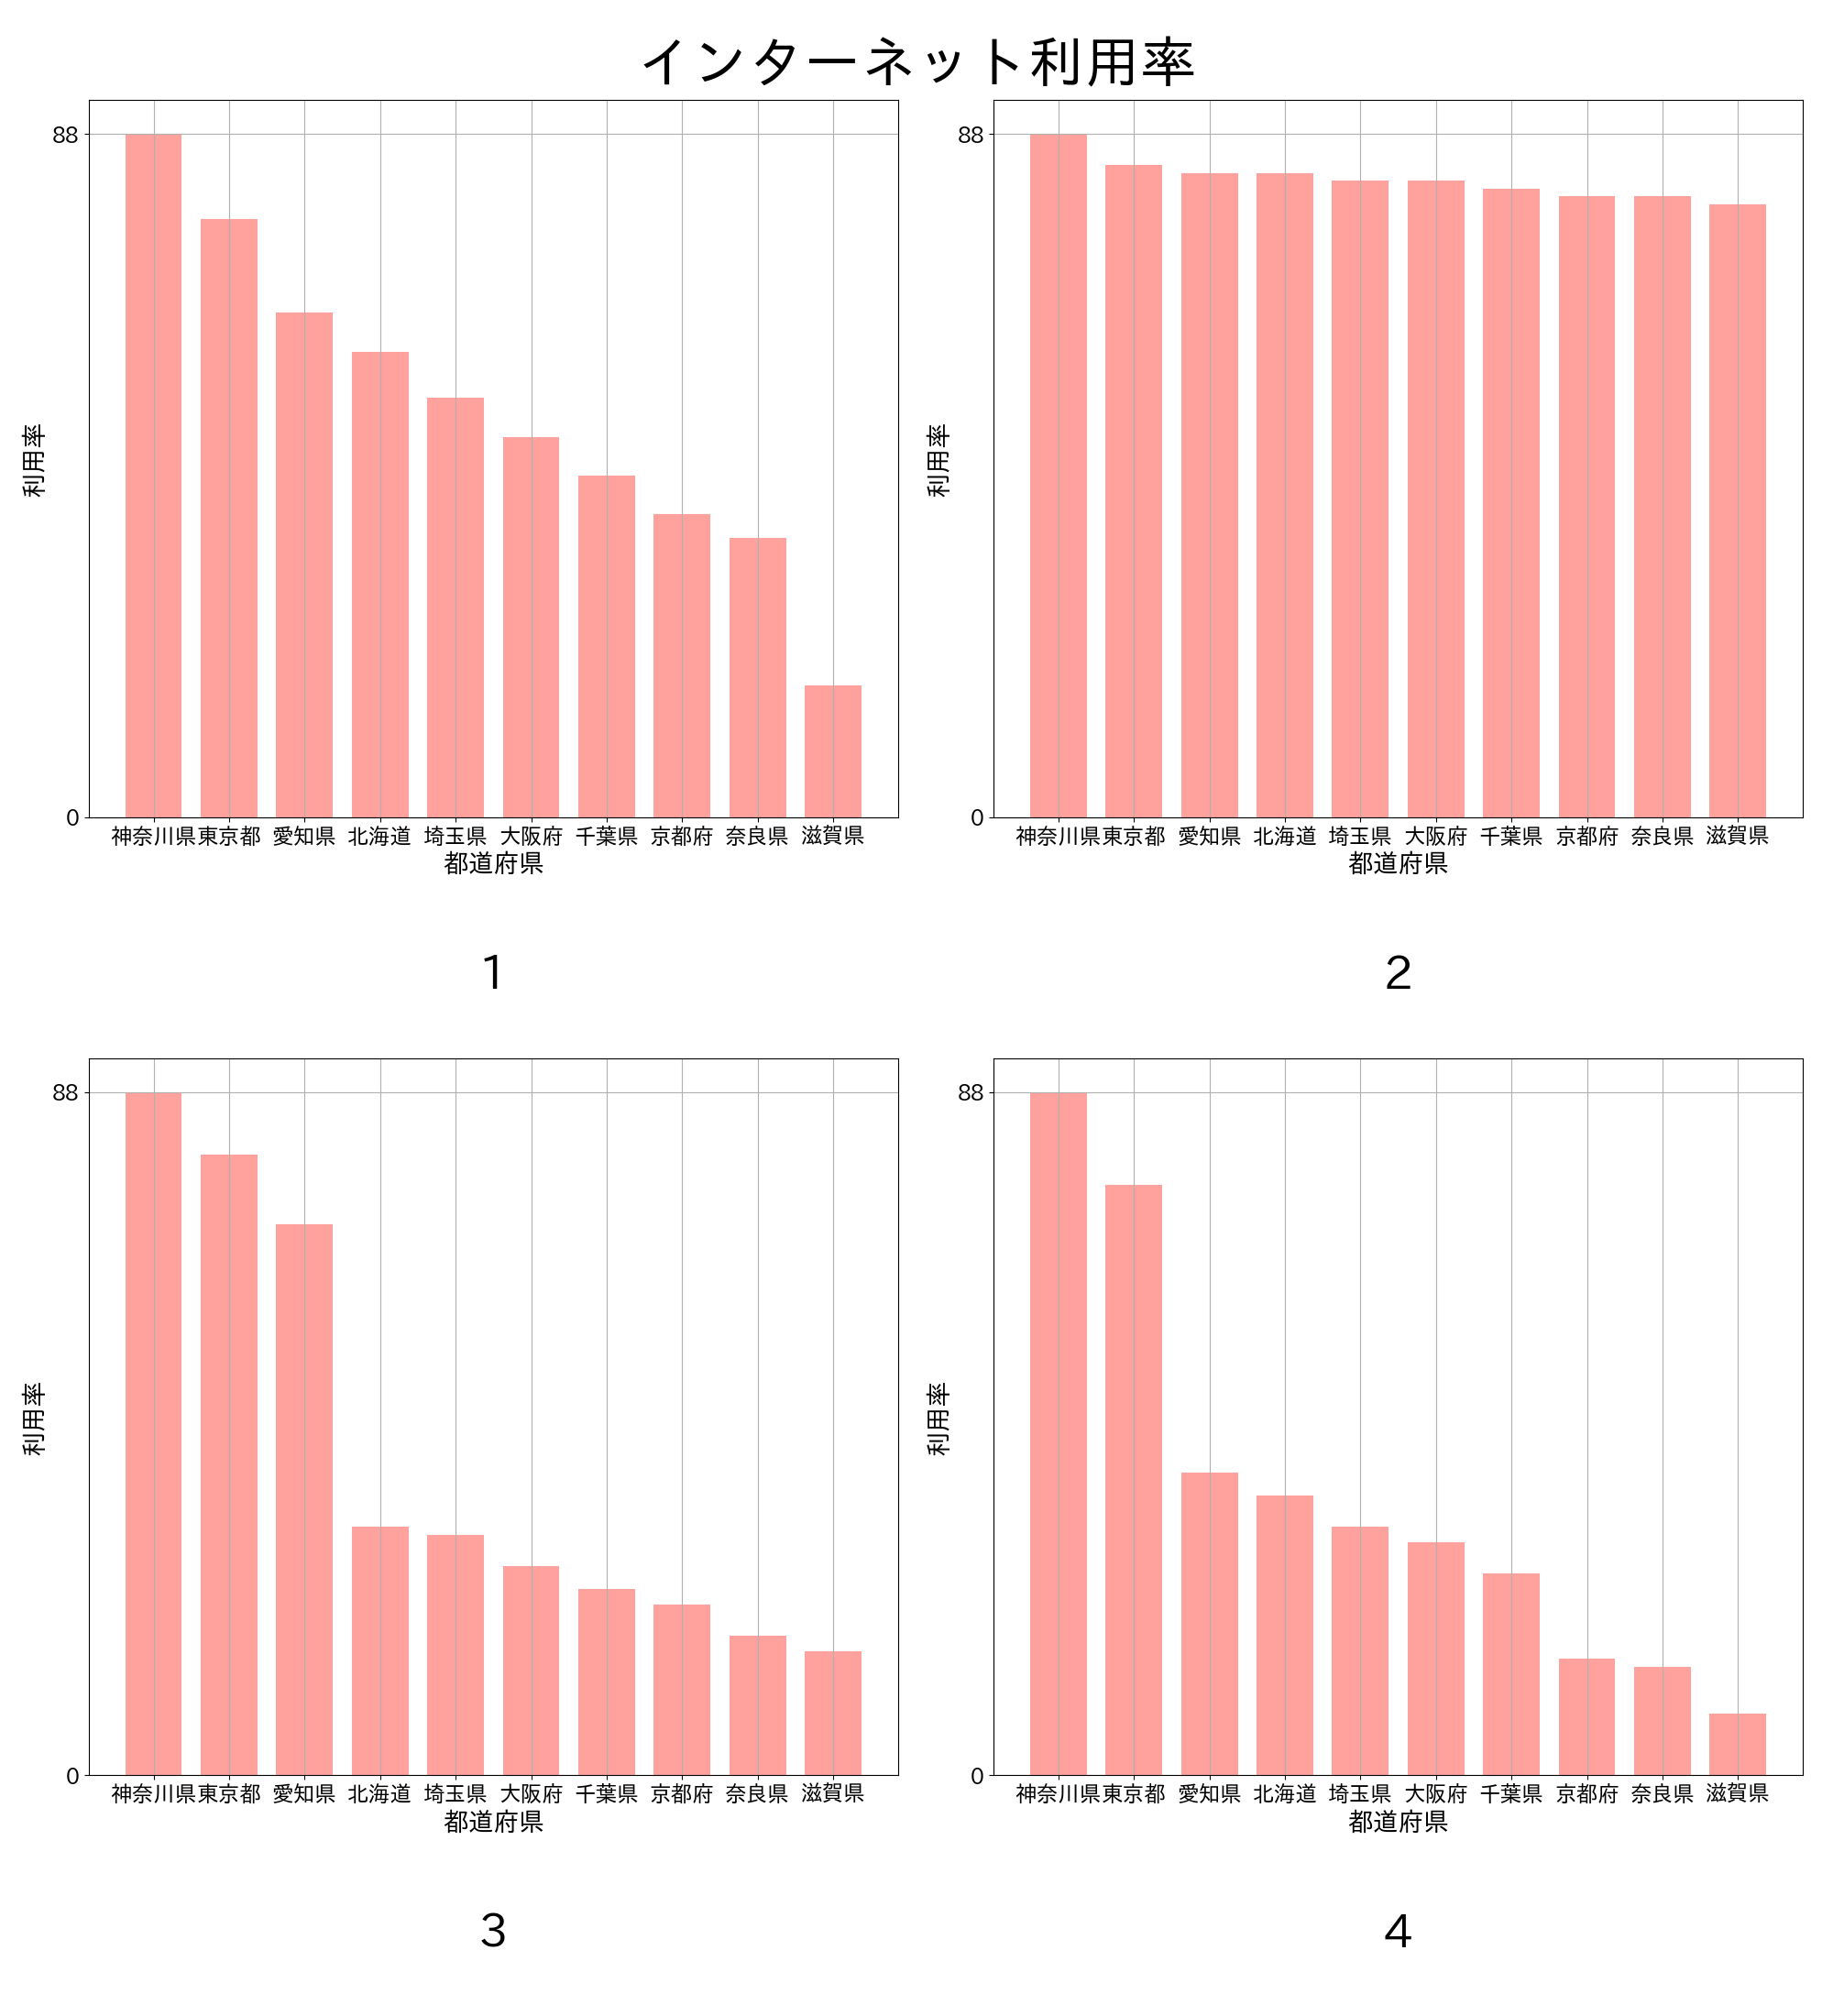 インターネット利用率
88
0
利用率
神奈川県 東京都 愛知県 北海道 埼玉県 大阪府 千葉県 京都府 奈良県 滋賀県
都道府県
1
88
0
利用率
神奈川県 東京都 愛知県 北海道 埼玉県 大阪府 千葉県 京都府 奈良県 滋賀県
都道府県
2
88
0
利用率
神奈川県 東京都 愛知県 北海道 埼玉県 大阪府 千葉県 京都府 奈良県 滋賀県
都道府県
3
88
0
利用率
神奈川県 東京都 愛知県 北海道 埼玉県 大阪府 千葉県 京都府 奈良県 滋賀県
都道府県
4